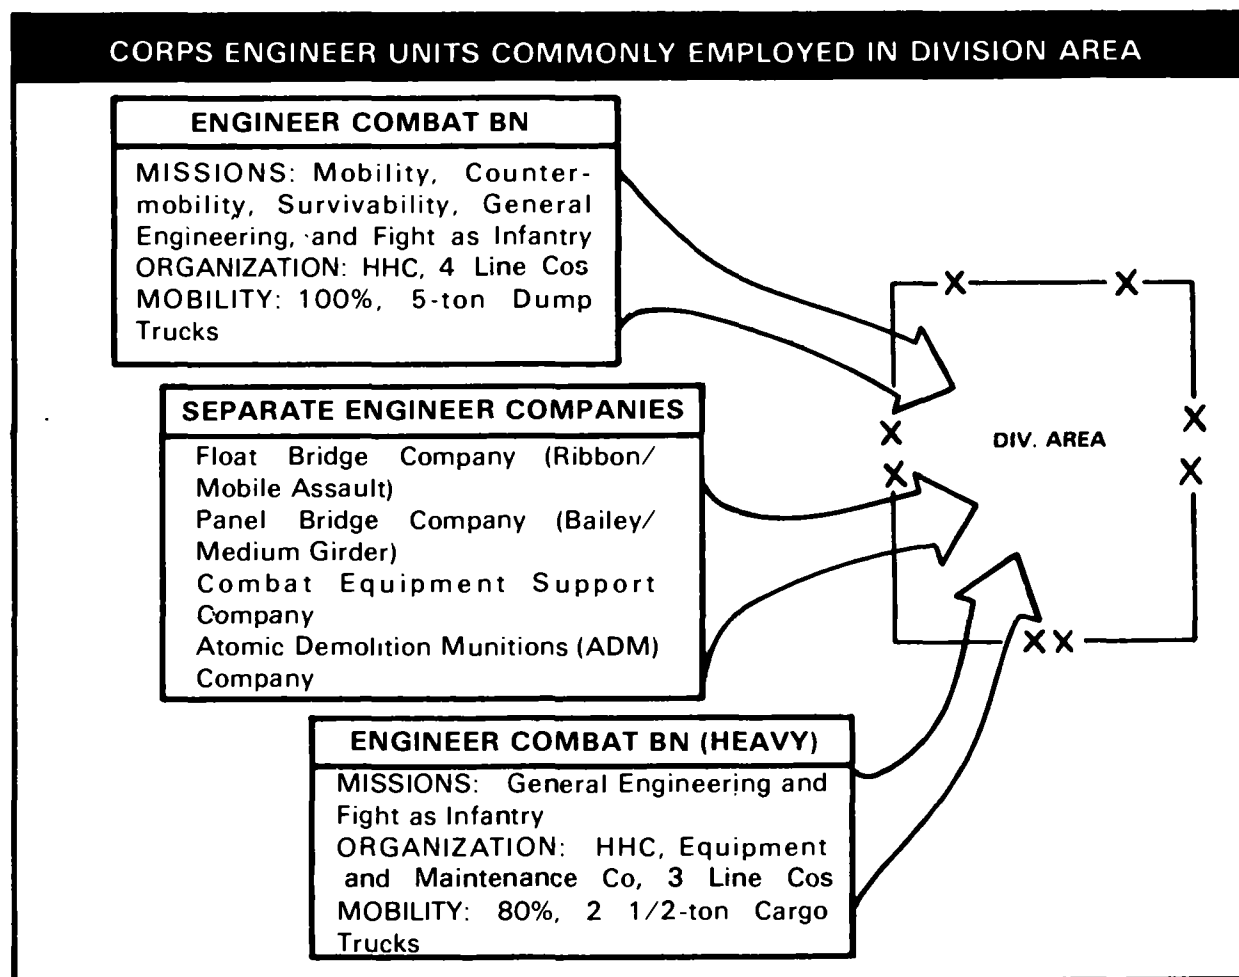 CORPS ENGINEER UNITS COMMONLY EMPLOYED IN DIVISION AREA
ENGINEER COMBAT BN
MISSIONS: Mobility, Counter-
mobility, Survivability, General
Engineering, and Fight as Infantry
ORGANIZATION: HHC, 4 Line Cos
MOBILITY: 100%, 5-ton Dump
Trucks
SEPARATE ENGINEER COMPANIES
Float Bridge Company (Ribbon/
Mobile Assault)
Panel Bridge Company (Bailey/
Medium Girder)
Combat Equipment Support
Company
Atomic Demolition Munitions (ADM)
Company
ENGINEER COMBAT BN (HEAVY)
MISSIONS: General Engineering and
Fight as Infantry
ORGANIZATION: HHC, Equipment
and Maintenance Co, 3 Line Cos
MOBILITY: 80%, 2 1/2-ton Cargo
Trucks
X X
X X
DIV. AREA
X X
XX